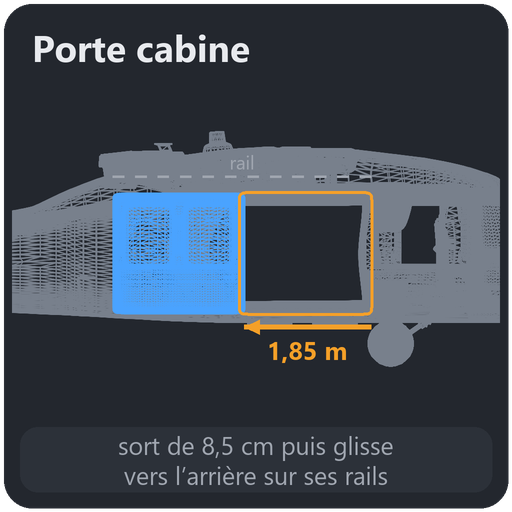 Porte cabine
rail
1,85 m
sort de 8,5 cm puis glisse
vers l’arrière sur ses rails